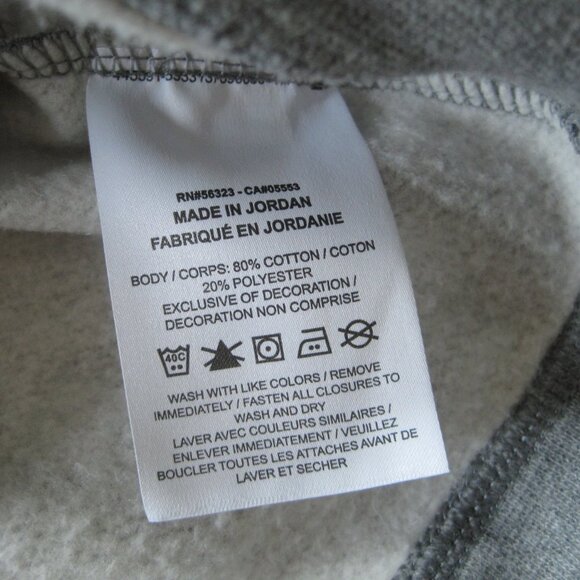 RN#56323 - CA#05553
MADE IN JORDAN
FABRIQUÉ EN JORDANIE
BODY / CORPS: 80% COTTON / COTON
20% POLYESTER
EXCLUSIVE OF DECORATION /
DECORATION NON COMPRISE
40C
WASH WITH LIKE COLORS / REMOVE
IMMEDIATELY / FASTEN ALL CLOSURES TO
WASH AND DRY
LAVER AVEC COULEURS SIMILAIRES /
ENLEVER IMMEDIATEMENT / VEUILLEZ
BOUCLER TOUTES LES ATTACHES AVANT DE
LAVER ET SECHER